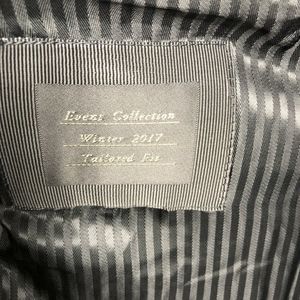 Event Collection
Winter 2017
Tailored Fit